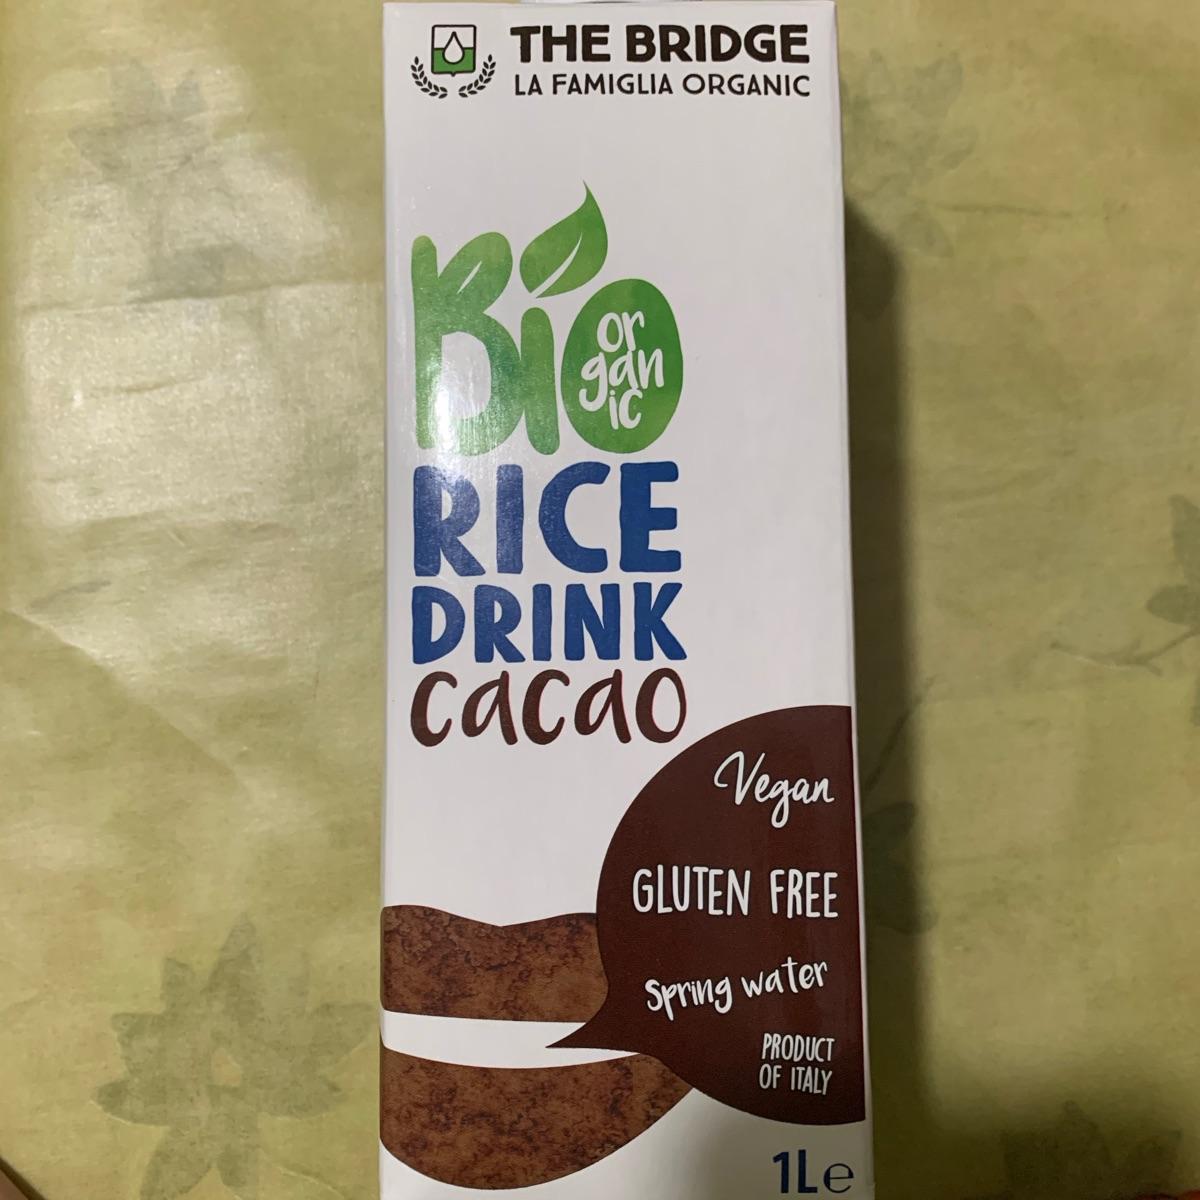 THE BRIDGE
LA FAMIGLIA ORGANIC
Bio
or
gan
ic
RICE
DRINK
cacao
Vegan
GLUTEN FREE
spring water
PRODUCT
OF ITALY
1L e